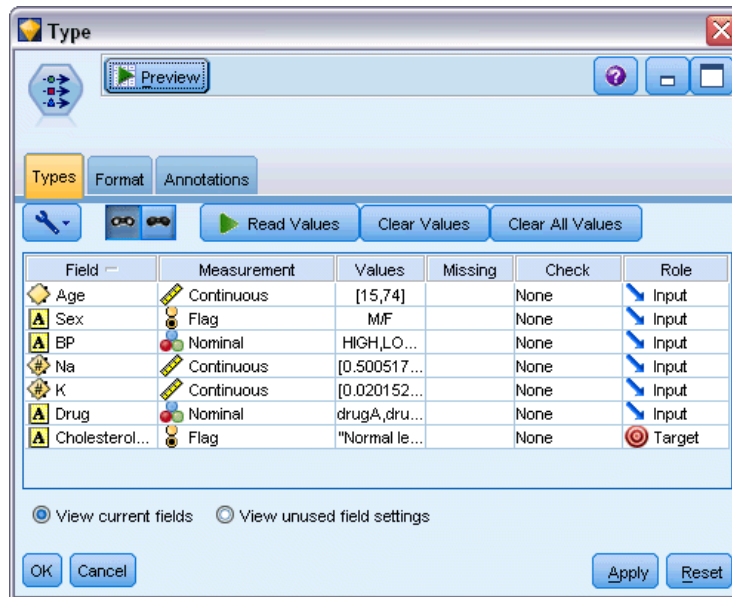 Type
Preview
Types Format Annotations
Read Values Clear Values Clear All Values
Field Measurement Values Missing Check Role
Age Continuous [15,74] None Input
A Sex Flag M/F None Input
A BP Nominal HIGH,LO... None Input
# Na Continuous [0.500517... None Input
# K Continuous [0.020152... None Input
A Drug Nominal drugA,dru... None Input
A Cholesterol... Flag "Normal le... None Target
View current fields View unused field settings
OK Cancel Apply Reset